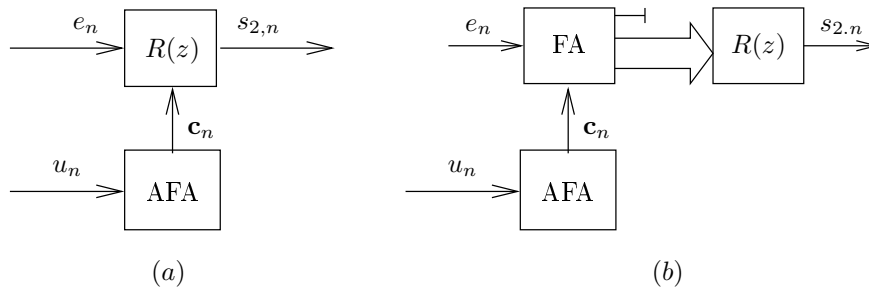 e_n R(z) s_{2,n}
c_n
u_n AFA
(a)
e_n FA R(z) s_{2.n}
c_n
u_n AFA
(b)